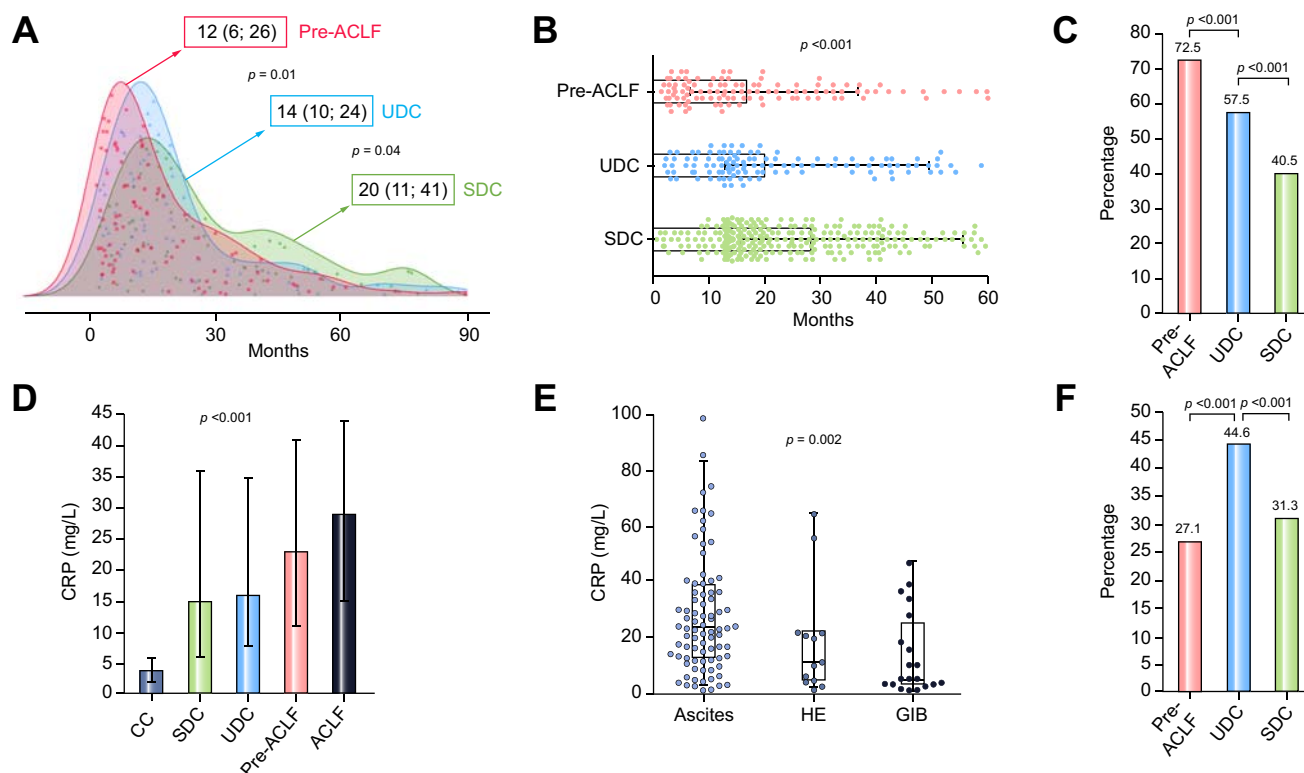 A
12 (6; 26) Pre-ACLF
p = 0.01
14 (10; 24) UDC
p = 0.04
20 (11; 41) SDC
0 30 60 90
Months
B
p <0.001
Pre-ACLF
UDC
SDC
0 10 20 30 40 50 60
Months
C
p <0.001
72.5
p <0.001
57.5
40.5
Percentage
80
70
60
50
40
30
20
10
0
Pre-
ACLF
UDC
SDC
D
p <0.001
CRP (mg/L)
45
40
35
30
25
20
15
10
5
0
CC
SDC
UDC
Pre-ACLF
ACLF
E
p = 0.002
CRP (mg/L)
100
80
60
40
20
0
Ascites HE GIB
F
p <0.001 p <0.001
44.6
27.1
31.3
Percentage
50
45
40
35
30
25
20
15
10
5
0
Pre-
ACLF
UDC
SDC